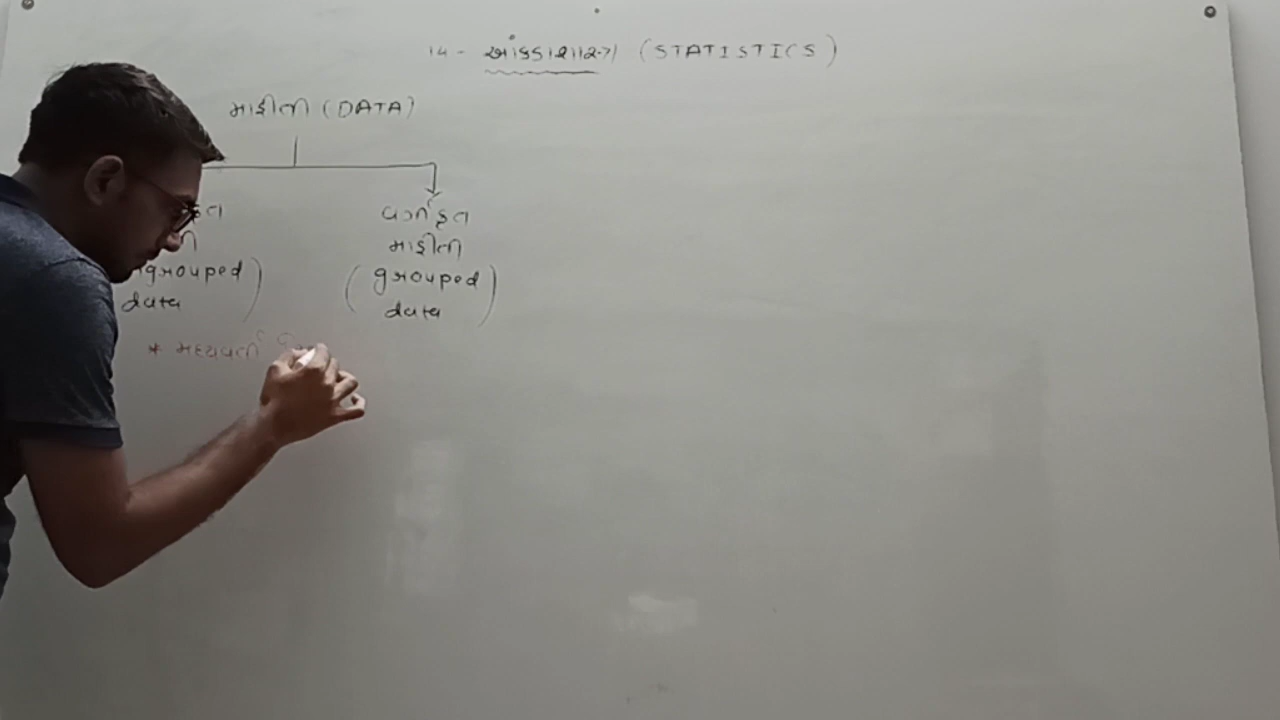 14 - આંકડાશાસ્ત્ર (STATISTICS)
માહીતી (DATA)
વર્ગીકૃત
માહીતી
(grouped
data)
grouped)
data
* મધ્યવર્તી